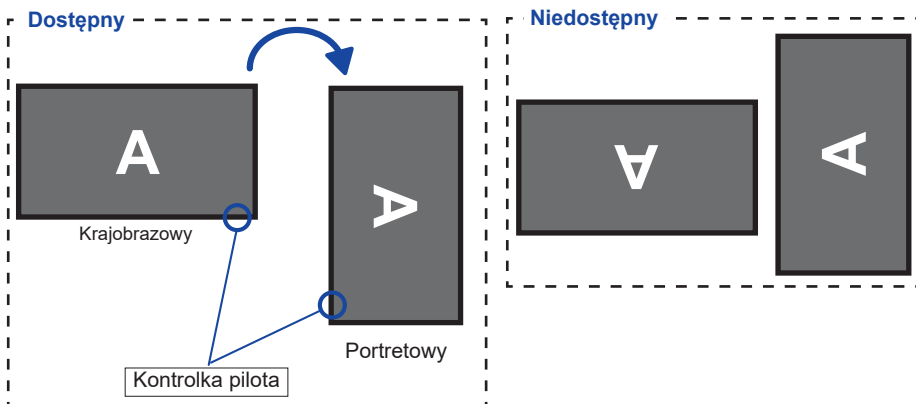 Dostępny
A
Krajobrazowy
A
Portretowy
Kontrolka pilota
Niedostępny
A
A